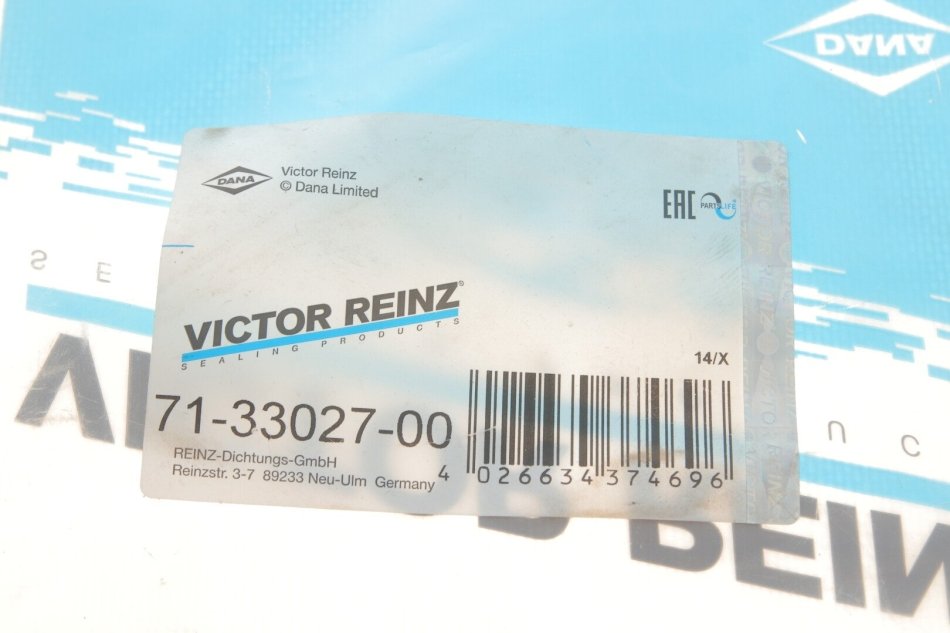 DANA
DANA
Victor Reinz
© Dana Limited
EAC
PARTSLIFE®
VICTOR REINZ®
SEALING PRODUCTS
14/X
71-33027-00
REINZ-Dichtungs-GmbH
Reinzstr. 3-7 89233 Neu-Ulm Germany
4 026634 374696